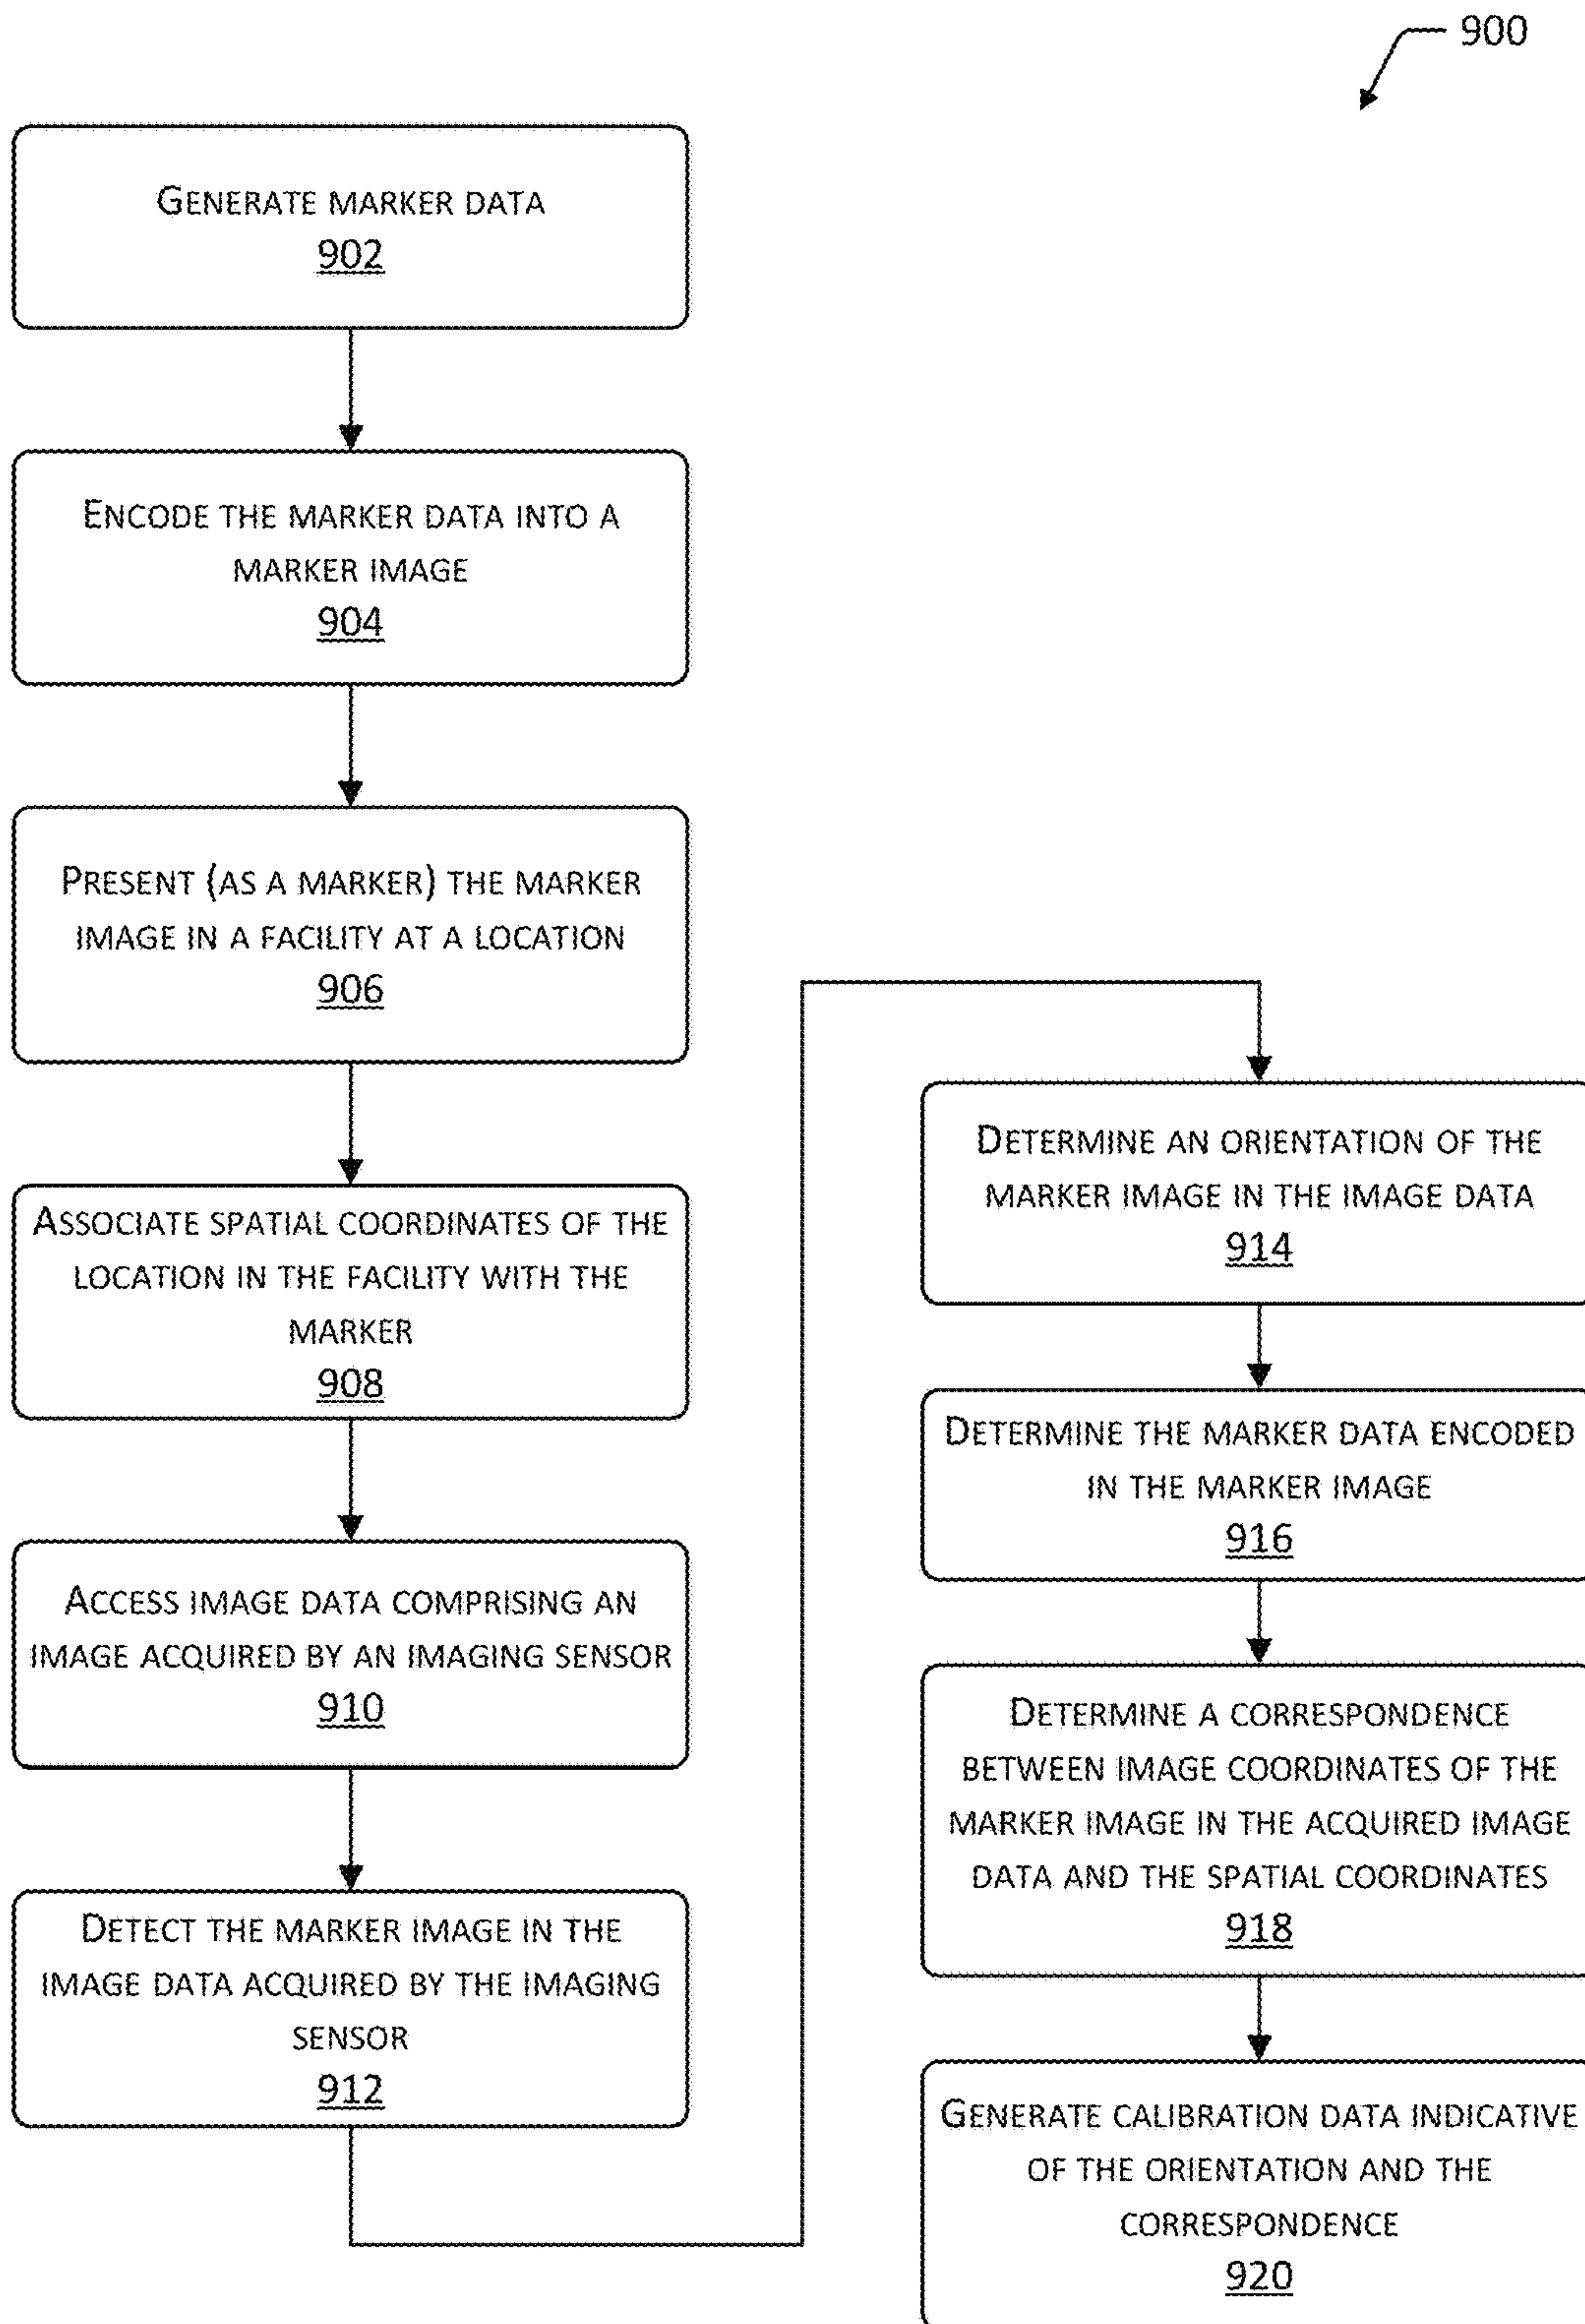 900
GENERATE MARKER DATA
902
ENCODE THE MARKER DATA INTO A
MARKER IMAGE
904
PRESENT (AS A MARKER) THE MARKER
IMAGE IN A FACILITY AT A LOCATION
906
ASSOCIATE SPATIAL COORDINATES OF THE
LOCATION IN THE FACILITY WITH THE
MARKER
908
ACCESS IMAGE DATA COMPRISING AN
IMAGE ACQUIRED BY AN IMAGING SENSOR
910
DETECT THE MARKER IMAGE IN THE
IMAGE DATA ACQUIRED BY THE IMAGING
SENSOR
912
DETERMINE AN ORIENTATION OF THE
MARKER IMAGE IN THE IMAGE DATA
914
DETERMINE THE MARKER DATA ENCODED
IN THE MARKER IMAGE
916
DETERMINE A CORRESPONDENCE
BETWEEN IMAGE COORDINATES OF THE
MARKER IMAGE IN THE ACQUIRED IMAGE
DATA AND THE SPATIAL COORDINATES
918
GENERATE CALIBRATION DATA INDICATIVE
OF THE ORIENTATION AND THE
CORRESPONDENCE
920